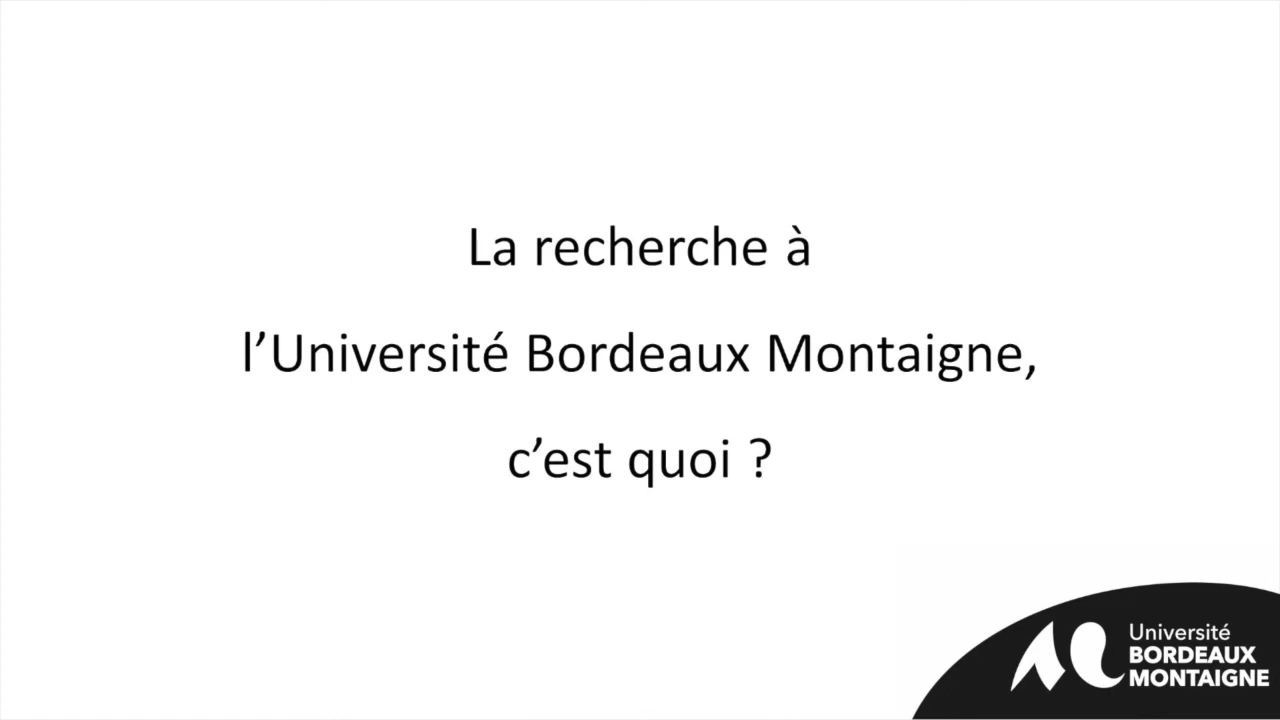 La recherche à
l’Université Bordeaux Montaigne,
c’est quoi ?
Université
BORDEAUX
MONTAIGNE